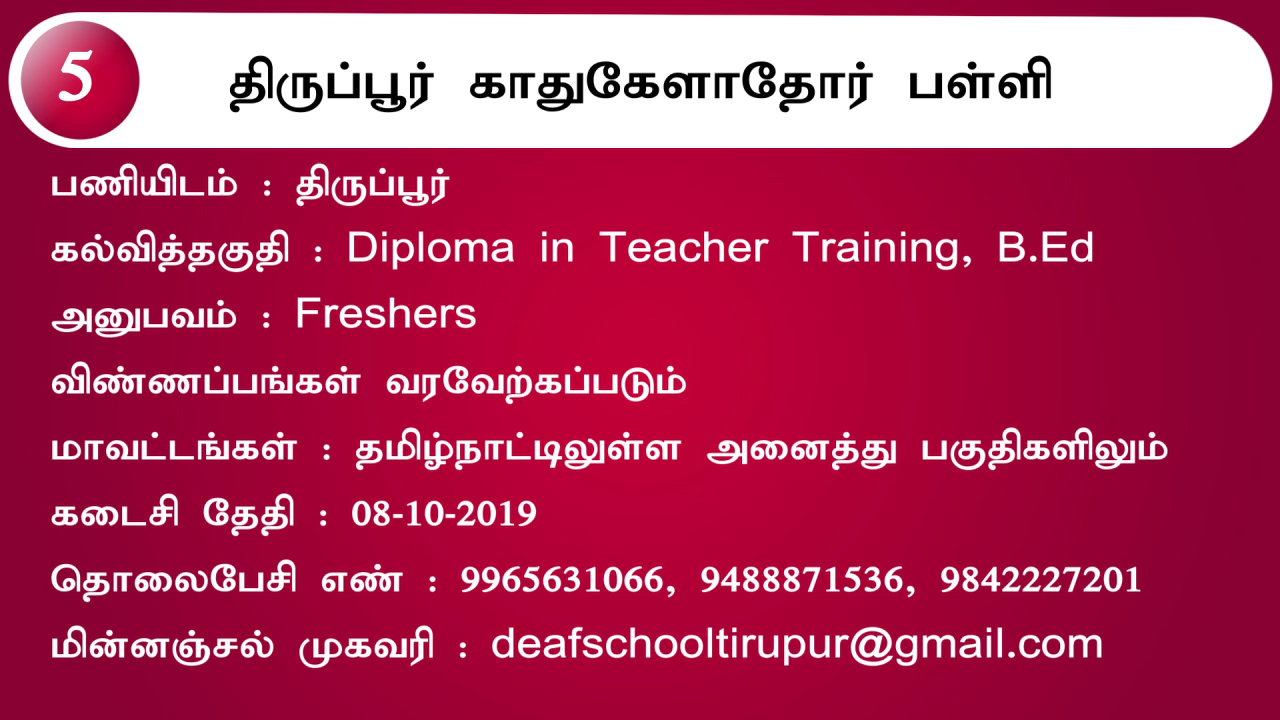 5
திருப்பூர் காதுகேளாதோர் பள்ளி
பணியிடம் : திருப்பூர்
கல்வித்தகுதி : Diploma in Teacher Training, B.Ed
அனுபவம் : Freshers
விண்ணப்பங்கள் வரவேற்கப்படும்
மாவட்டங்கள் : தமிழ்நாட்டிலுள்ள அனைத்து பகுதிகளிலும்
கடைசி தேதி : 08-10-2019
தொலைபேசி எண் : 9965631066, 9488871536, 9842227201
மின்னஞ்சல் முகவரி : deafschooltirupur@gmail.com